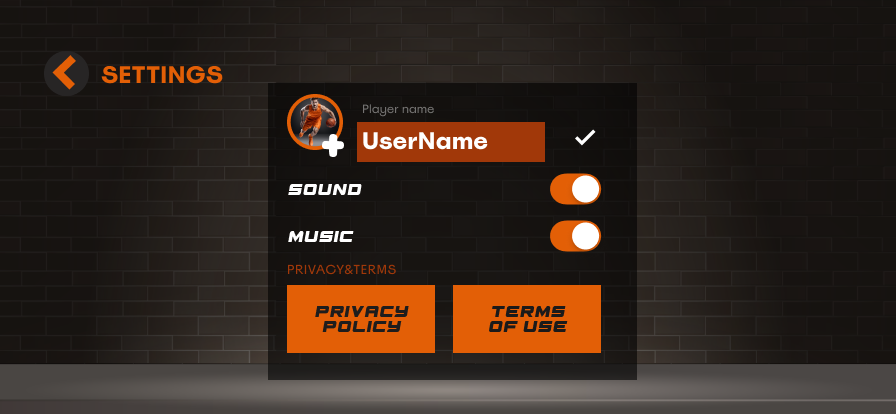 SETTINGS
Player name
UserName
SOUND
MUSIC
PRIVACY&TERMS
PRIVACY
POLICY
TERMS
OF USE